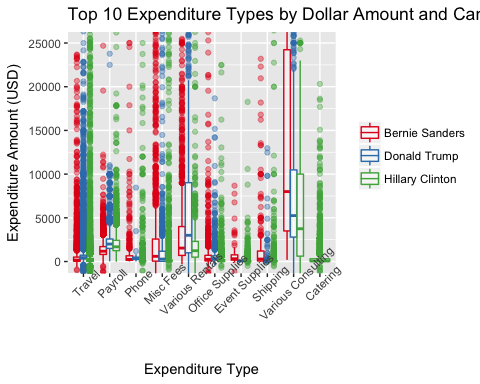 Top 10 Expenditure Types by Dollar Amount and Can
Expenditure Amount (USD)
25000
20000
15000
10000
5000
0
Travel
Payroll
Phone
Misc Fees
Various Rentals
Office Supplies
Event Supplies
Shipping
Various Consulting
Catering
Expenditure Type
Bernie Sanders
Donald Trump
Hillary Clinton